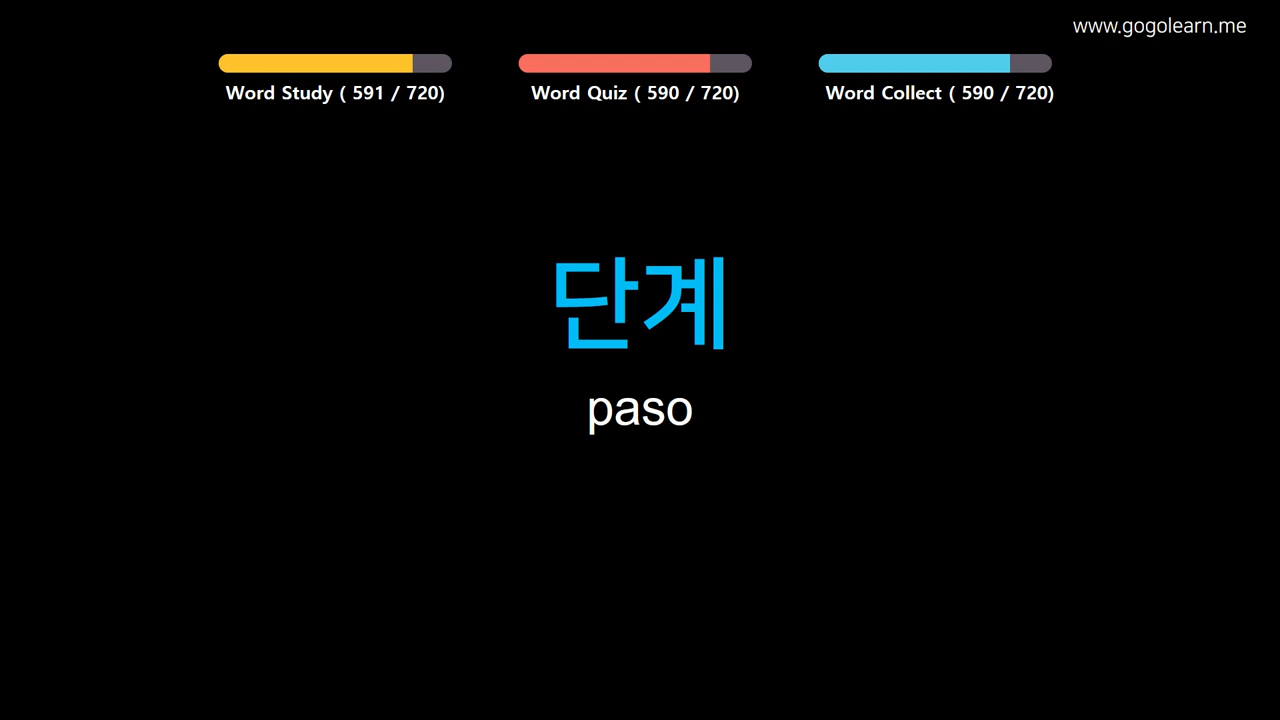 www.gogolearn.me
Word Study ( 591 / 720)
Word Quiz ( 590 / 720)
Word Collect ( 590 / 720)
단계
paso